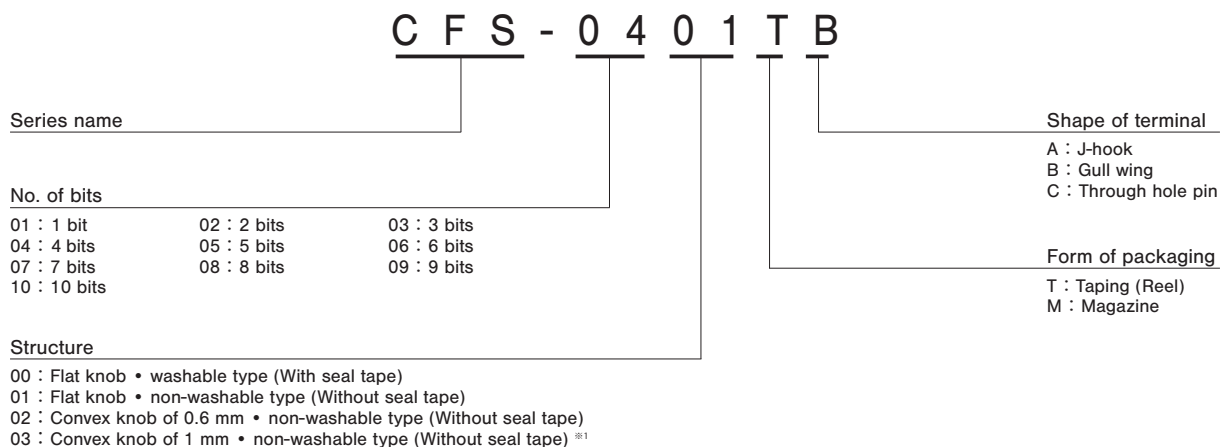 CFS-0401TB
Series name
No. of bits
01：1 bit 02：2 bits 03：3 bits
04：4 bits 05：5 bits 06：6 bits
07：7 bits 08：8 bits 09：9 bits
10：10 bits
Structure
00：Flat knob • washable type (With seal tape)
01：Flat knob • non-washable type (Without seal tape)
02：Convex knob of 0.6 mm • non-washable type (Without seal tape)
03：Convex knob of 1 mm • non-washable type (Without seal tape) ※1
Shape of terminal
A：J-hook
B：Gull wing
C：Through hole pin
Form of packaging
T：Taping (Reel)
M：Magazine